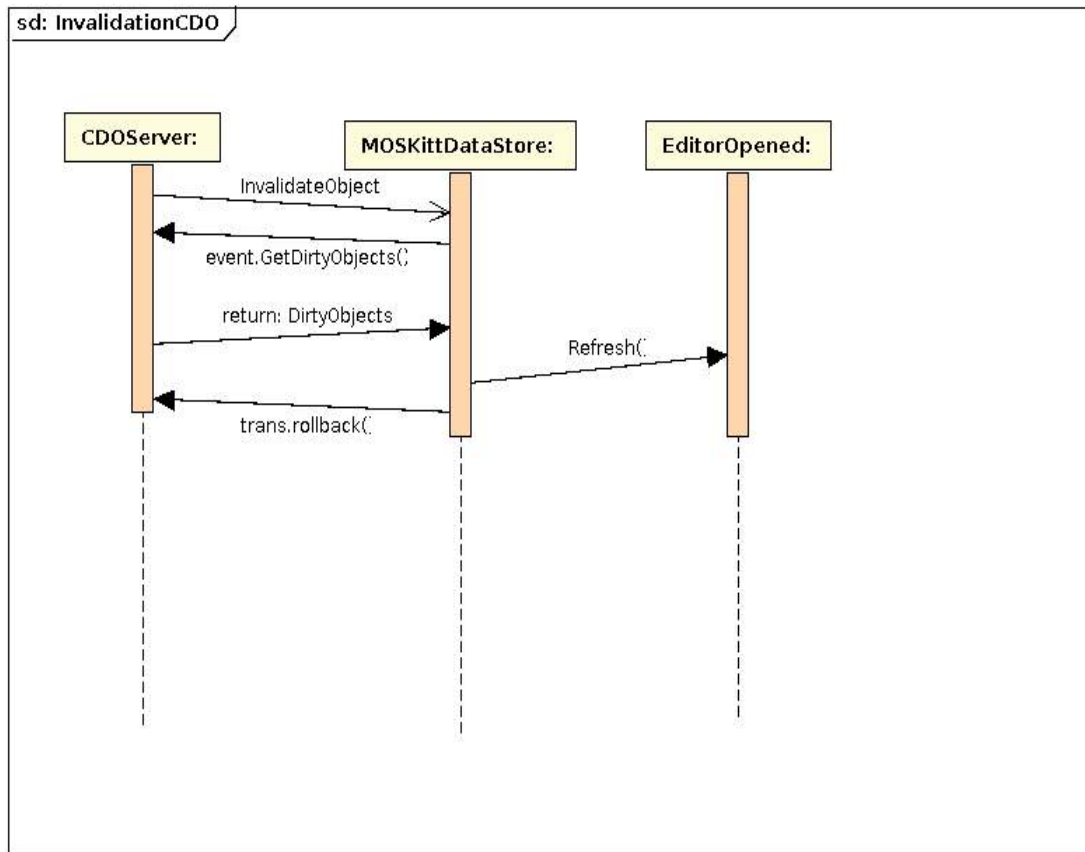 sd: InvalidationCDO
CDOServer:
MOSKittDataStore:
EditorOpened:
InvalidateObject
event.GetDirtyObjects()
return: DirtyObjects
Refresh()
trans.rollback()